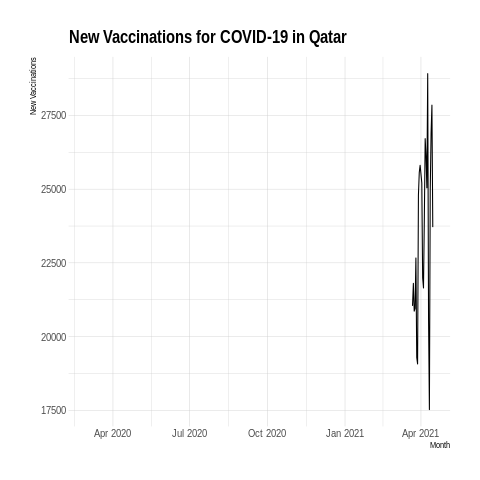 New Vaccinations for COVID-19 in Qatar
New Vaccinations
27500
25000
22500
20000
17500
Apr 2020 Jul 2020 Oct 2020 Jan 2021 Apr 2021
Month